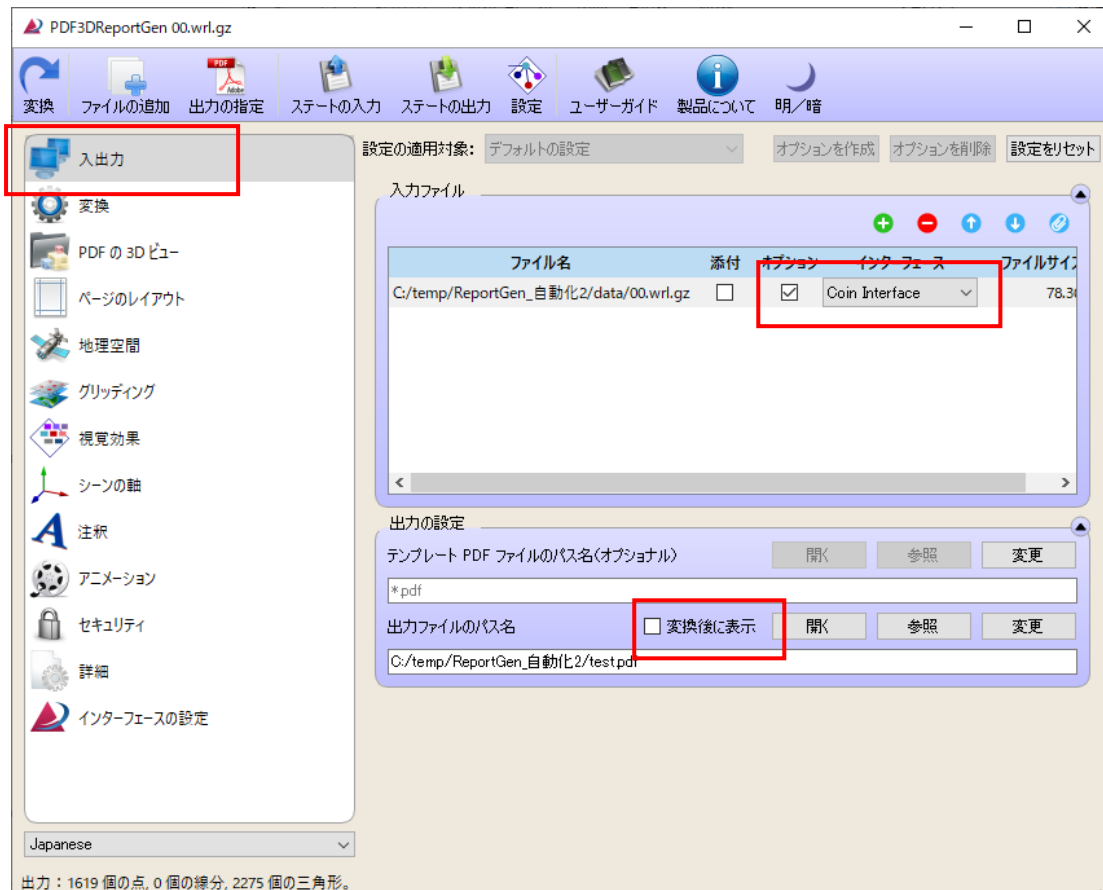 PDF3DReportGen 00.wrl.gz
変換 ファイルの追加 出力の指定 ステートの入力 ステートの出力 設定 ユーザーガイド 製品について 明／暗
入出力
変換
PDF の 3D ビュー
ページのレイアウト
地理空間
グリッディング
視覚効果
シーンの軸
注釈
アニメーション
セキュリティ
詳細
インターフェースの設定
Japanese
出力：1619 個の点, 0 個の線分, 2275 個の三角形。
設定の適用対象： デフォルトの設定 オプションを作成 オプションを削除 設定をリセット
入力ファイル
ファイル名 添付 オプション インターフェース ファイルサイズ
C:/temp/ReportGen_自動化2/data/00.wrl.gz Coin Interface 78.3
出力の設定
テンプレート PDF ファイルのパス名(オプショナル) 開く 参照 変更
*.pdf
出力ファイルのパス名 変換後に表示 開く 参照 変更
C:/temp/ReportGen_自動化2/test.pdf